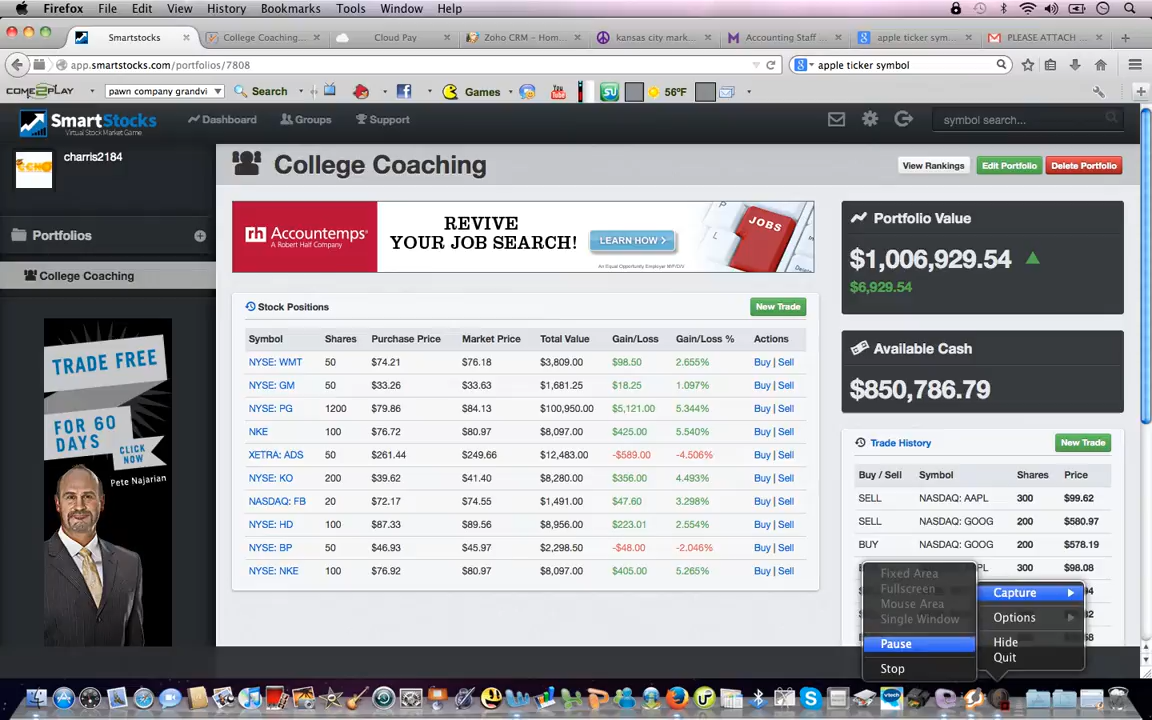 Firefox File Edit View History Bookmarks Tools Window Help
Smartstocks
College Coaching...
Cloud Pay
Zoho CRM – Hom...
kansas city mark...
Accounting Staff ...
apple ticker sym...
PLEASE ATTACH ...
app.smartstocks.com/portfolios/7808
apple ticker symbol
COME2PLAY
pawn company grandvi
Search
Games
You Tube
56°F
SmartStocks
Virtual Stock Market Game
Dashboard
Groups
Support
symbol search...
charris2184
College Coaching
View Rankings
Edit Portfolio
Delete Portfolio
Portfolios
College Coaching
rh Accountemps®
A Robert Half Company
REVIVE
YOUR JOB SEARCH!
LEARN NOW >
An Equal Opportunity Employer M/F/D/V
JOBS
Portfolio Value
$1,006,929.54
$6,929.54
Available Cash
$850,786.79
Stock Positions
New Trade
Symbol Shares Purchase Price Market Price Total Value Gain/Loss Gain/Loss % Actions
NYSE: WMT 50 $74.21 $76.18 $3,809.00 $98.50 2.655% Buy | Sell
NYSE: GM 50 $33.26 $33.63 $1,681.25 $18.25 1.097% Buy | Sell
NYSE: PG 1200 $79.86 $84.13 $100,950.00 $5,121.00 5.344% Buy | Sell
NKE 100 $76.72 $80.97 $8,097.00 $425.00 5.540% Buy | Sell
XETRA: ADS 50 $261.44 $249.66 $12,483.00 -$589.00 -4.506% Buy | Sell
NYSE: KO 200 $39.62 $41.40 $8,280.00 $356.00 4.493% Buy | Sell
NASDAQ: FB 20 $72.17 $74.55 $1,491.00 $47.60 3.298% Buy | Sell
NYSE: HD 100 $87.33 $89.56 $8,956.00 $223.01 2.554% Buy | Sell
NYSE: BP 50 $46.93 $45.97 $2,298.50 -$48.00 -2.046% Buy | Sell
NYSE: NKE 100 $76.92 $80.97 $8,097.00 $405.00 5.265% Buy | Sell
TRADE FREE
FOR 60
DAYS
CLICK
NOW
Pete Najarian
Trade History
New Trade
Buy / Sell Symbol Shares Price
SELL NASDAQ: AAPL 300 $99.62
SELL NASDAQ: GOOG 200 $580.97
BUY NASDAQ: GOOG 200 $578.19
300 $98.08
Fixed Area
Fullscreen
Mouse Area
Single Window
Pause
Stop
Capture
Options
Hide
Quit